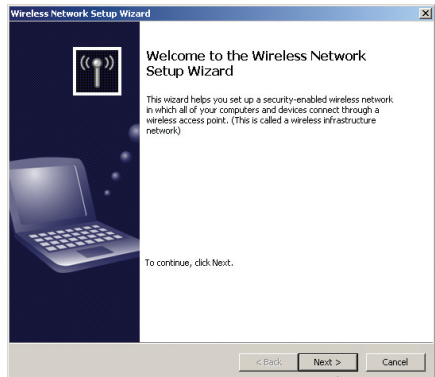 Wireless Network Setup Wizard
Welcome to the Wireless Network
Setup Wizard
This wizard helps you set up a security-enabled wireless network
in which all of your computers and devices connect through a
wireless access point. (This is called a wireless infrastructure
network)
To continue, click Next.
< Back Next > Cancel